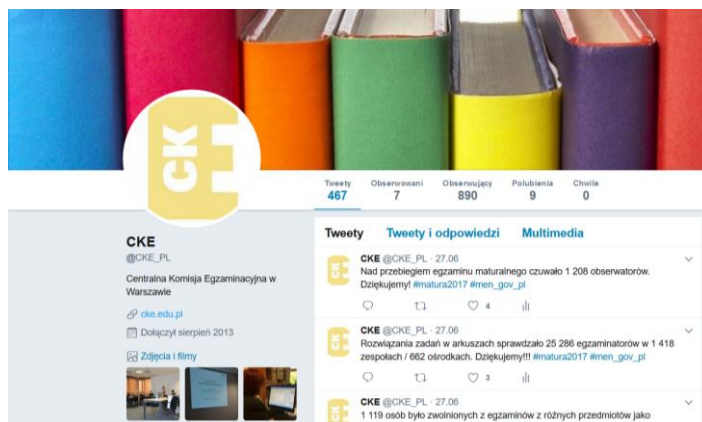 CK
E
Tweety Obserwowani Obserwujący Polubienia Chwile
467 7 890 9 0
CKE
@CKE_PL
Centralna Komisja Egzaminacyjna w
Warszawie
cke.edu.pl
Dołączył sierpień 2013
Zdjęcia i filmy
Tweety Tweety i odpowiedzi Multimedia
CKE @CKE_PL · 27.06
Nad przebiegiem egzaminu maturalnego czuwało 1 208 obserwatorów.
Dziękujemy! #matura2017 #men_gov_pl
4
CKE @CKE_PL · 27.06
Rozwiązania zadań w arkuszach sprawdzało 25 286 egzaminatorów w 1 418
zespołach / 662 ośrodkach. Dziękujemy!!! #matura2017 #men_gov_pl
3
CKE @CKE_PL · 27.06
1 119 osób było zwolnionych z egzaminów z różnych przedmiotów jako